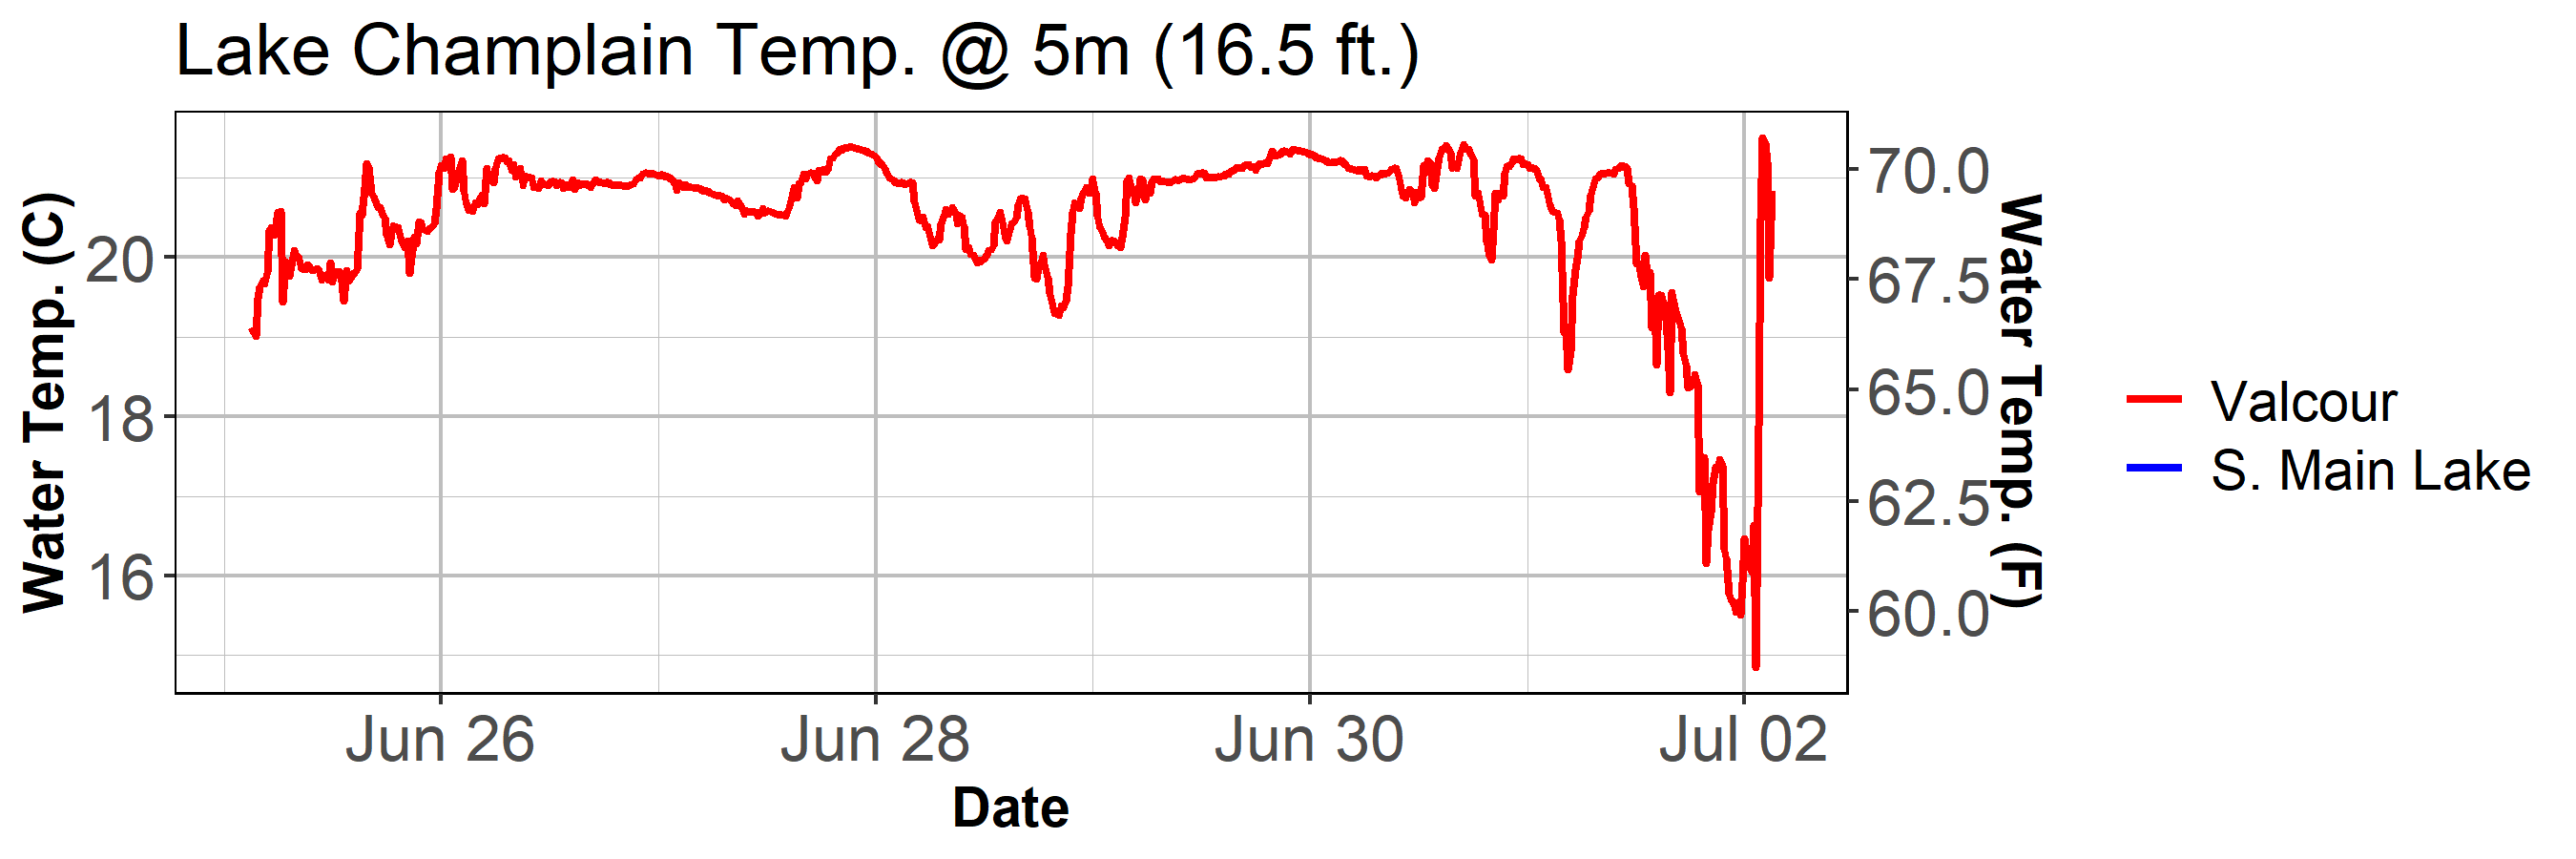 Lake Champlain Temp. @ 5m (16.5 ft.)
Water Temp. (C)
20
18
16
70.0
67.5
65.0
62.5
60.0
Water Temp. (F)
Jun 26
Jun 28
Jun 30
Jul 02
Date
Valcour
S. Main Lake